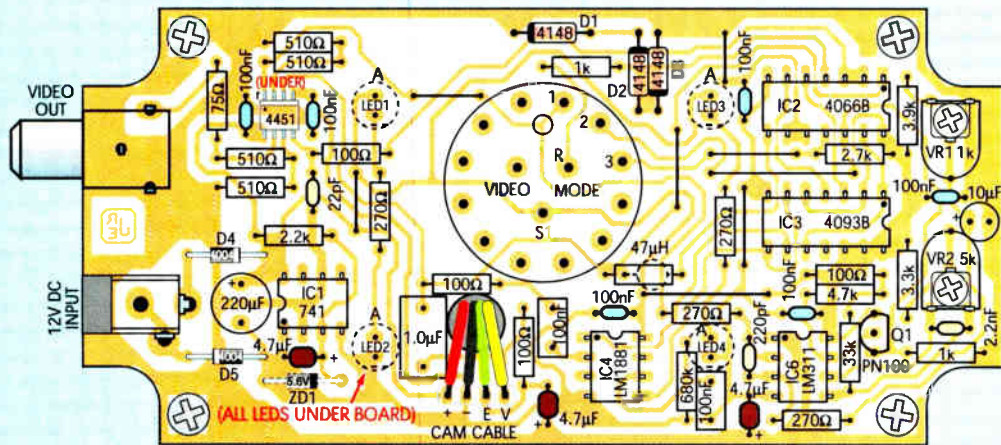 D1
4148
510Ω
510Ω
100nF
(UNDER)
1k
4148
4148
D3
D2
100nF
VIDEO OUT
75Ω
4451
100nF
A
LED1
1
2
A
LED3
IC2
4066B
3.9k
VR1 1k
510Ω
100Ω
R
3
2.7k
VIDEO
MODE
510Ω
22pF
270Ω
270Ω
IC3
4093B
100nF
10µF
+
S1
2.2k
D4
4004
47µH
VR2 5k
3.3k
12V DC INPUT
220µF
+
IC1
741
100Ω
100nF
100nF
100Ω
4.7k
1.0µF
100Ω
100nF
270Ω
220pF
Q1
2.2nF
4.7µF
+
A
LED2
A
LED4
IC4
LM1881
IC6
LM311
33k
PN100
1k
4004
D5
5.6V
ZD1
680k
100nF
4.7µF
+
270Ω
(ALL LEDS UNDER BOARD)
+
−
E
V
4.7µF
+
CAM CABLE